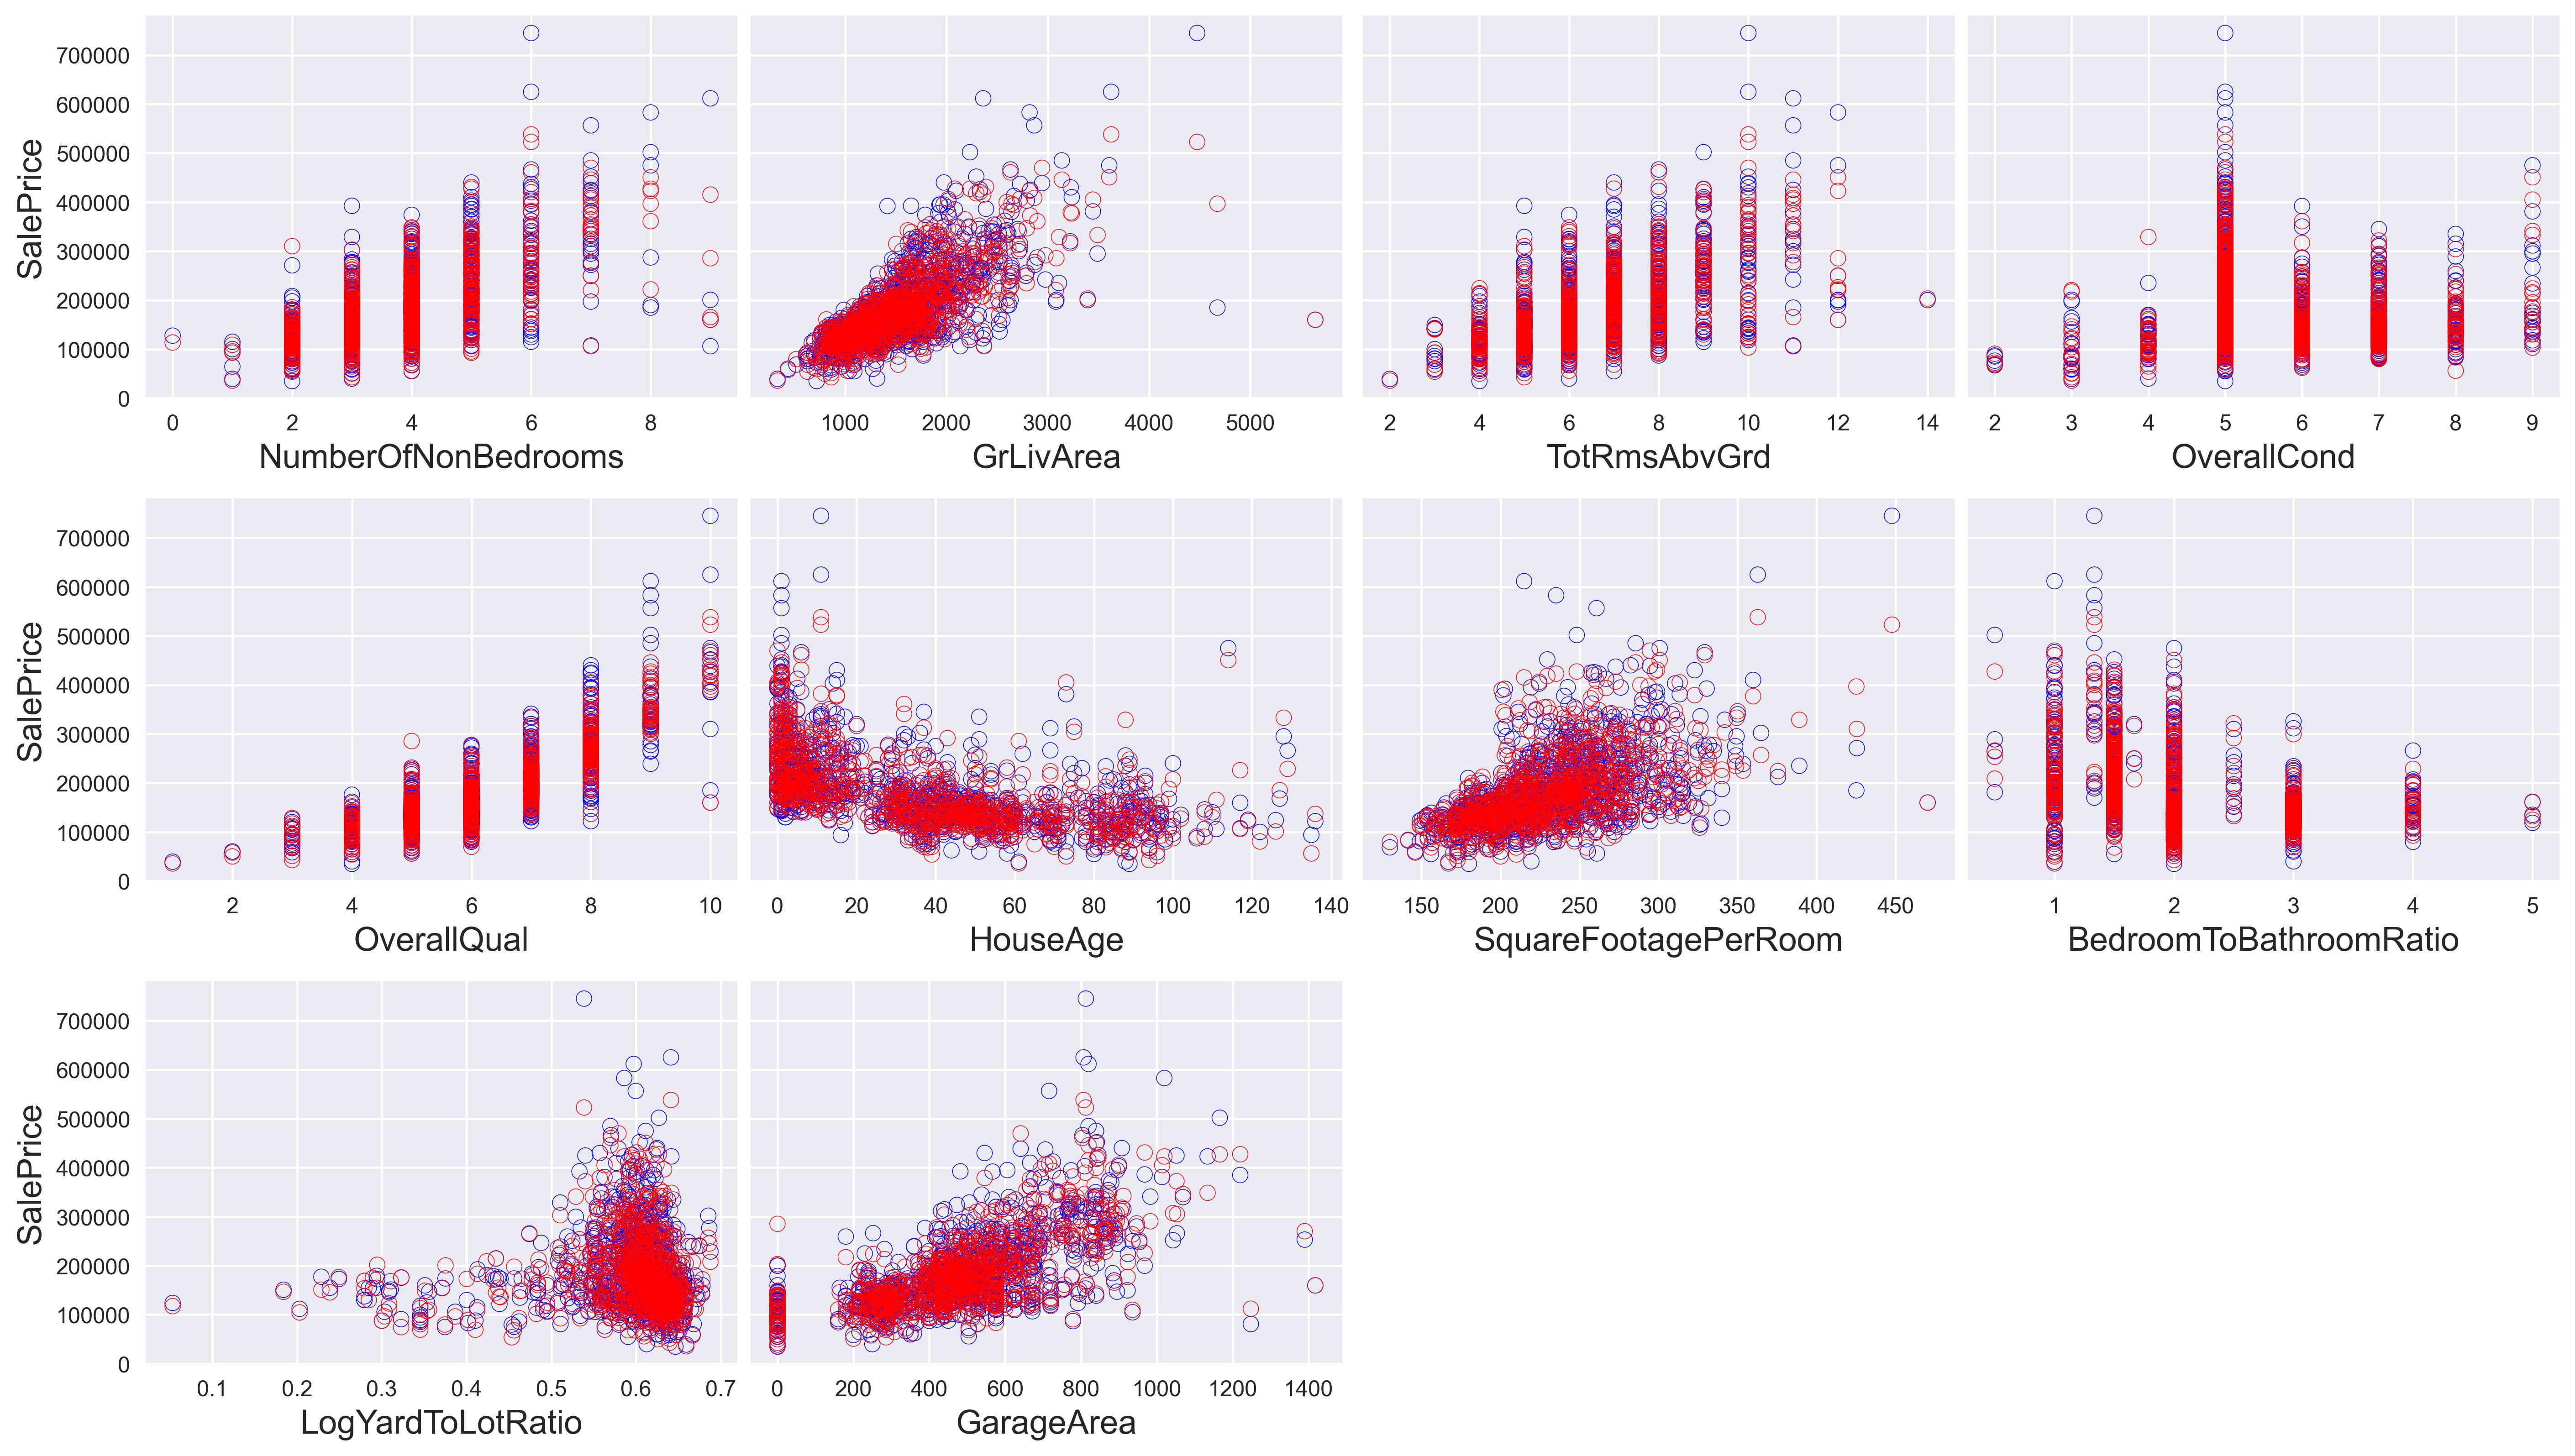 SalePrice
700000
600000
500000
400000
300000
200000
100000
0
0 2 4 6 8
NumberOfNonBedrooms
1000 2000 3000 4000 5000
GrLivArea
2 4 6 8 10 12 14
TotRmsAbvGrd
2 3 4 5 6 7 8 9
OverallCond
SalePrice
700000
600000
500000
400000
300000
200000
100000
0
2 4 6 8 10
OverallQual
0 20 40 60 80 100 120 140
HouseAge
150 200 250 300 350 400 450
SquareFootagePerRoom
1 2 3 4 5
BedroomToBathroomRatio
SalePrice
700000
600000
500000
400000
300000
200000
100000
0
0.1 0.2 0.3 0.4 0.5 0.6 0.7
LogYardToLotRatio
0 200 400 600 800 1000 1200 1400
GarageArea